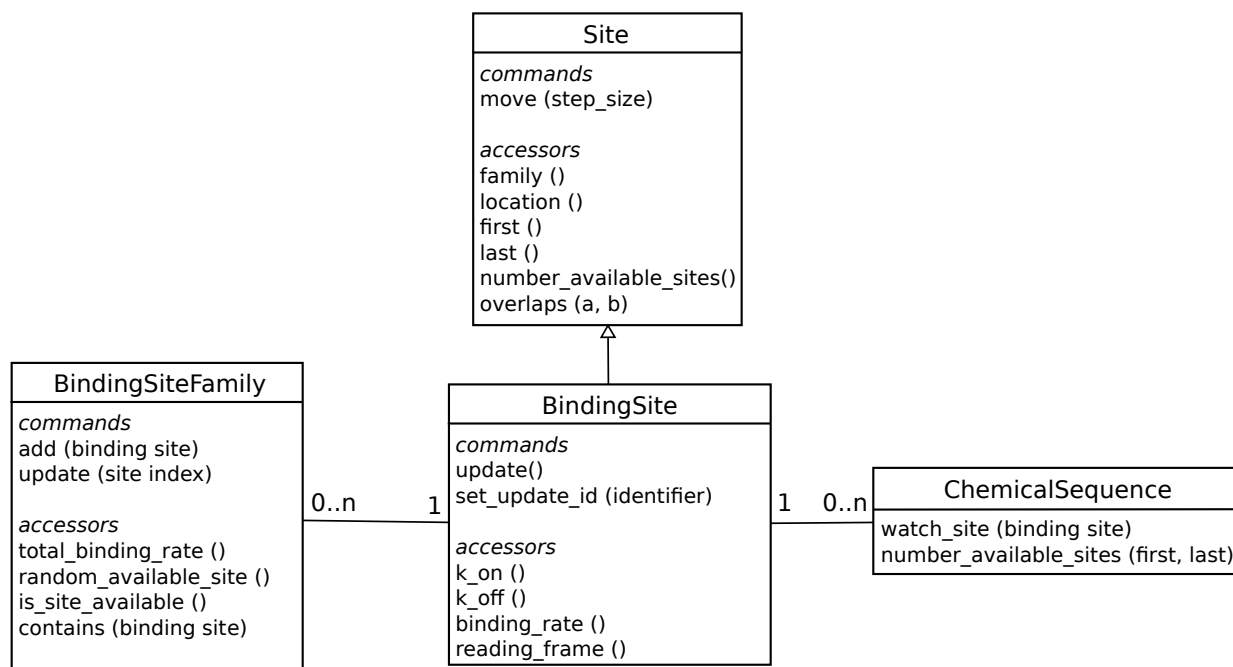 Site
commands
move (step_size)
accessors
family ()
location ()
first ()
last ()
number_available_sites()
overlaps (a, b)
BindingSiteFamily
commands
add (binding site)
update (site index)
accessors
total_binding_rate ()
random_available_site ()
is_site_available ()
contains (binding site)
0..n
1
BindingSite
commands
update()
set_update_id (identifier)
accessors
k_on ()
k_off ()
binding_rate ()
reading_frame ()
1
0..n
ChemicalSequence
watch_site (binding site)
number_available_sites (first, last)